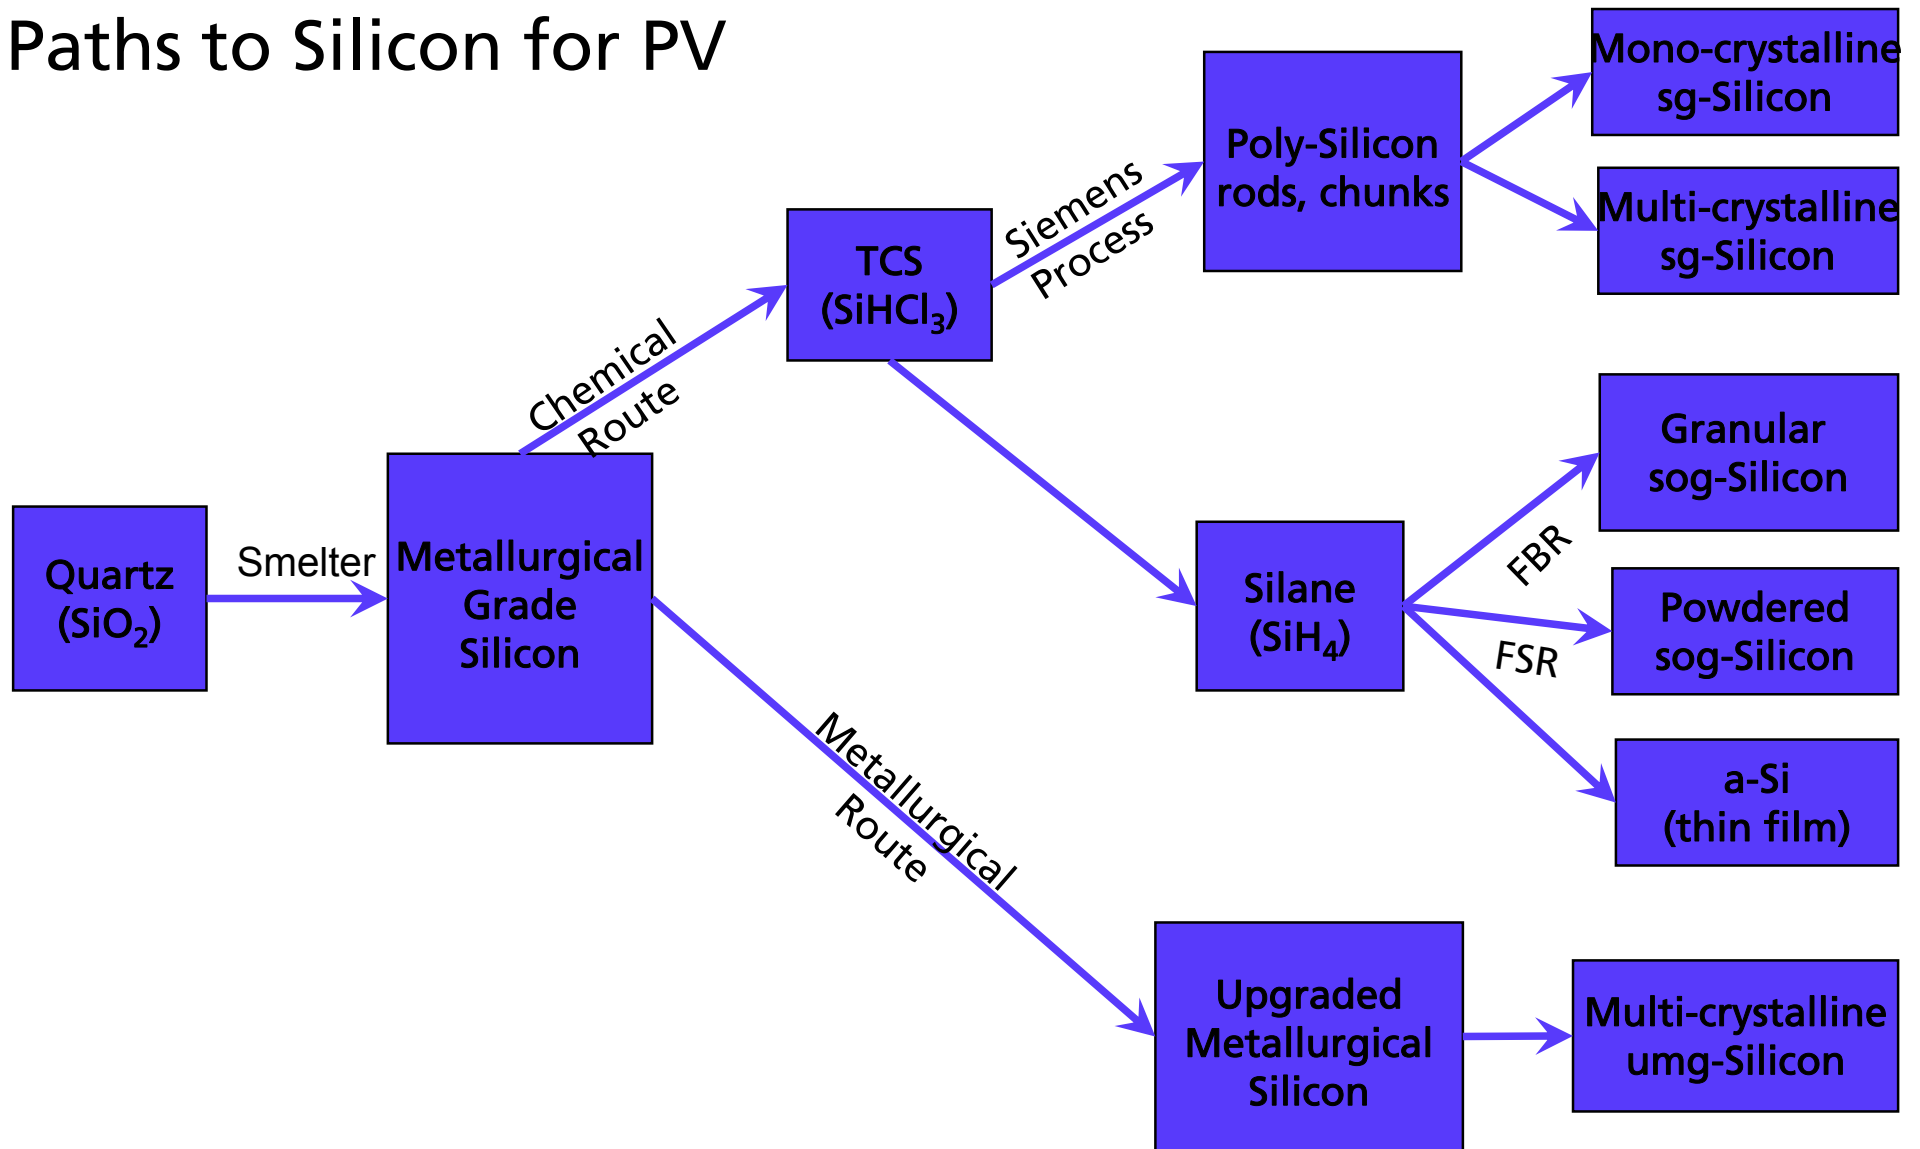 Paths to Silicon for PV
Quartz
(SiO₂)
Smelter
Metallurgical
Grade
Silicon
Chemical
Route
TCS
(SiHCl₃)
Siemens
Process
Poly-Silicon
rods, chunks
Mono-crystalline
sg-Silicon
Multi-crystalline
sg-Silicon
Silane
(SiH₄)
FBR
Granular
sog-Silicon
FSR
Powdered
sog-Silicon
a-Si
(thin film)
Metallurgical
Route
Upgraded
Metallurgical
Silicon
Multi-crystalline
umg-Silicon